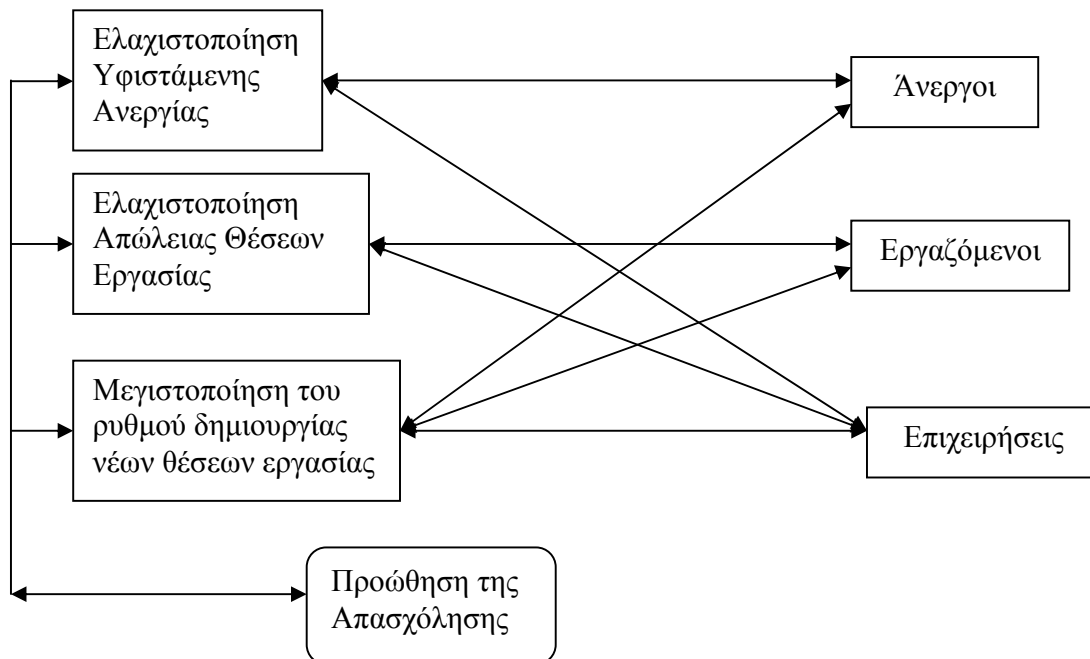 Ελαχιστοποίηση
Υφιστάμενης
Ανεργίας
Άνεργοι
Ελαχιστοποίηση
Απώλειας Θέσεων
Εργασίας
Εργαζόμενοι
Μεγιστοποίηση του
ρυθμού δημιουργίας
νέων θέσεων εργασίας
Επιχειρήσεις
Προώθηση της
Απασχόλησης